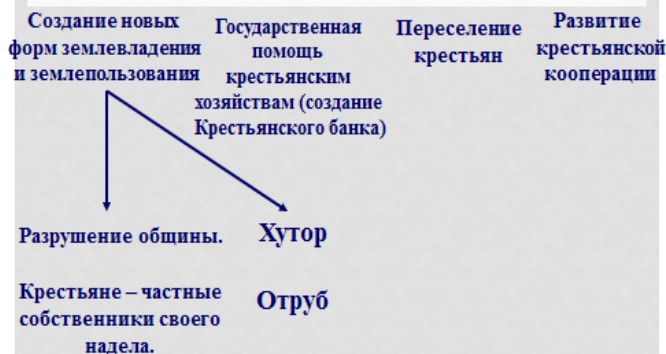 Создание новых
форм землевладения
и землепользования
Государственная
помощь
крестьянским
хозяйствам (создание
Крестьянского банка)
Переселение
крестьян
Развитие
крестьянской
кооперации
Разрушение общины.
Хутор
Крестьяне – частные
собственники своего
надела.
Отруб